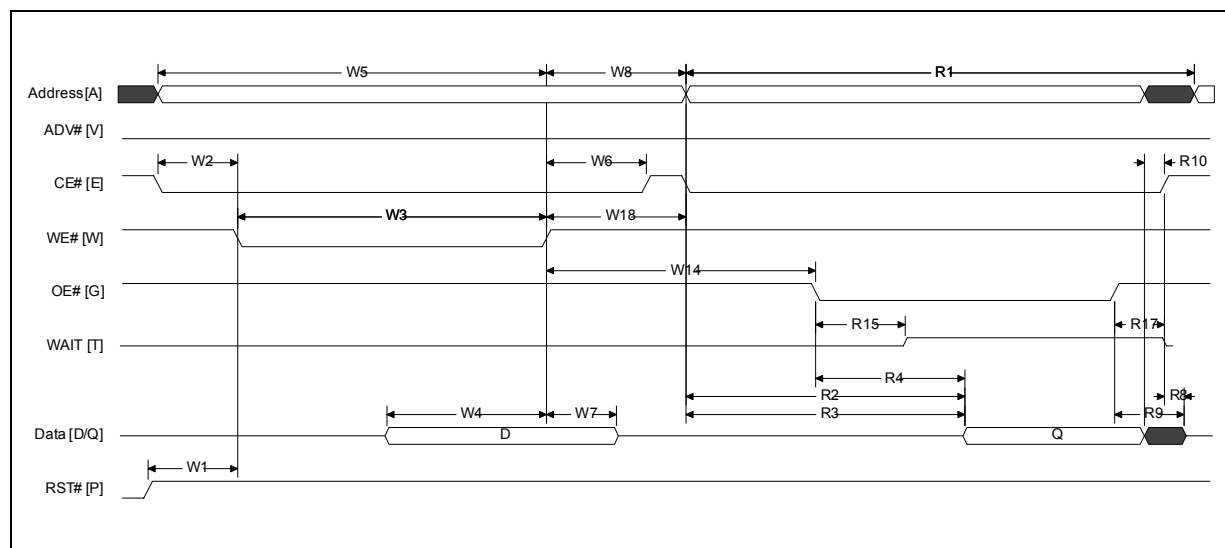 W5 W8 R1
Address [A]
ADV# [V]
W2 W6 R10
CE# [E]
W3 W18
WE# [W]
W14
OE# [G]
R15 R17
WAIT [T]
R4
R2 R8
W4 W7 R3 R9
Data [D/Q] D Q
W1
RST# [P]